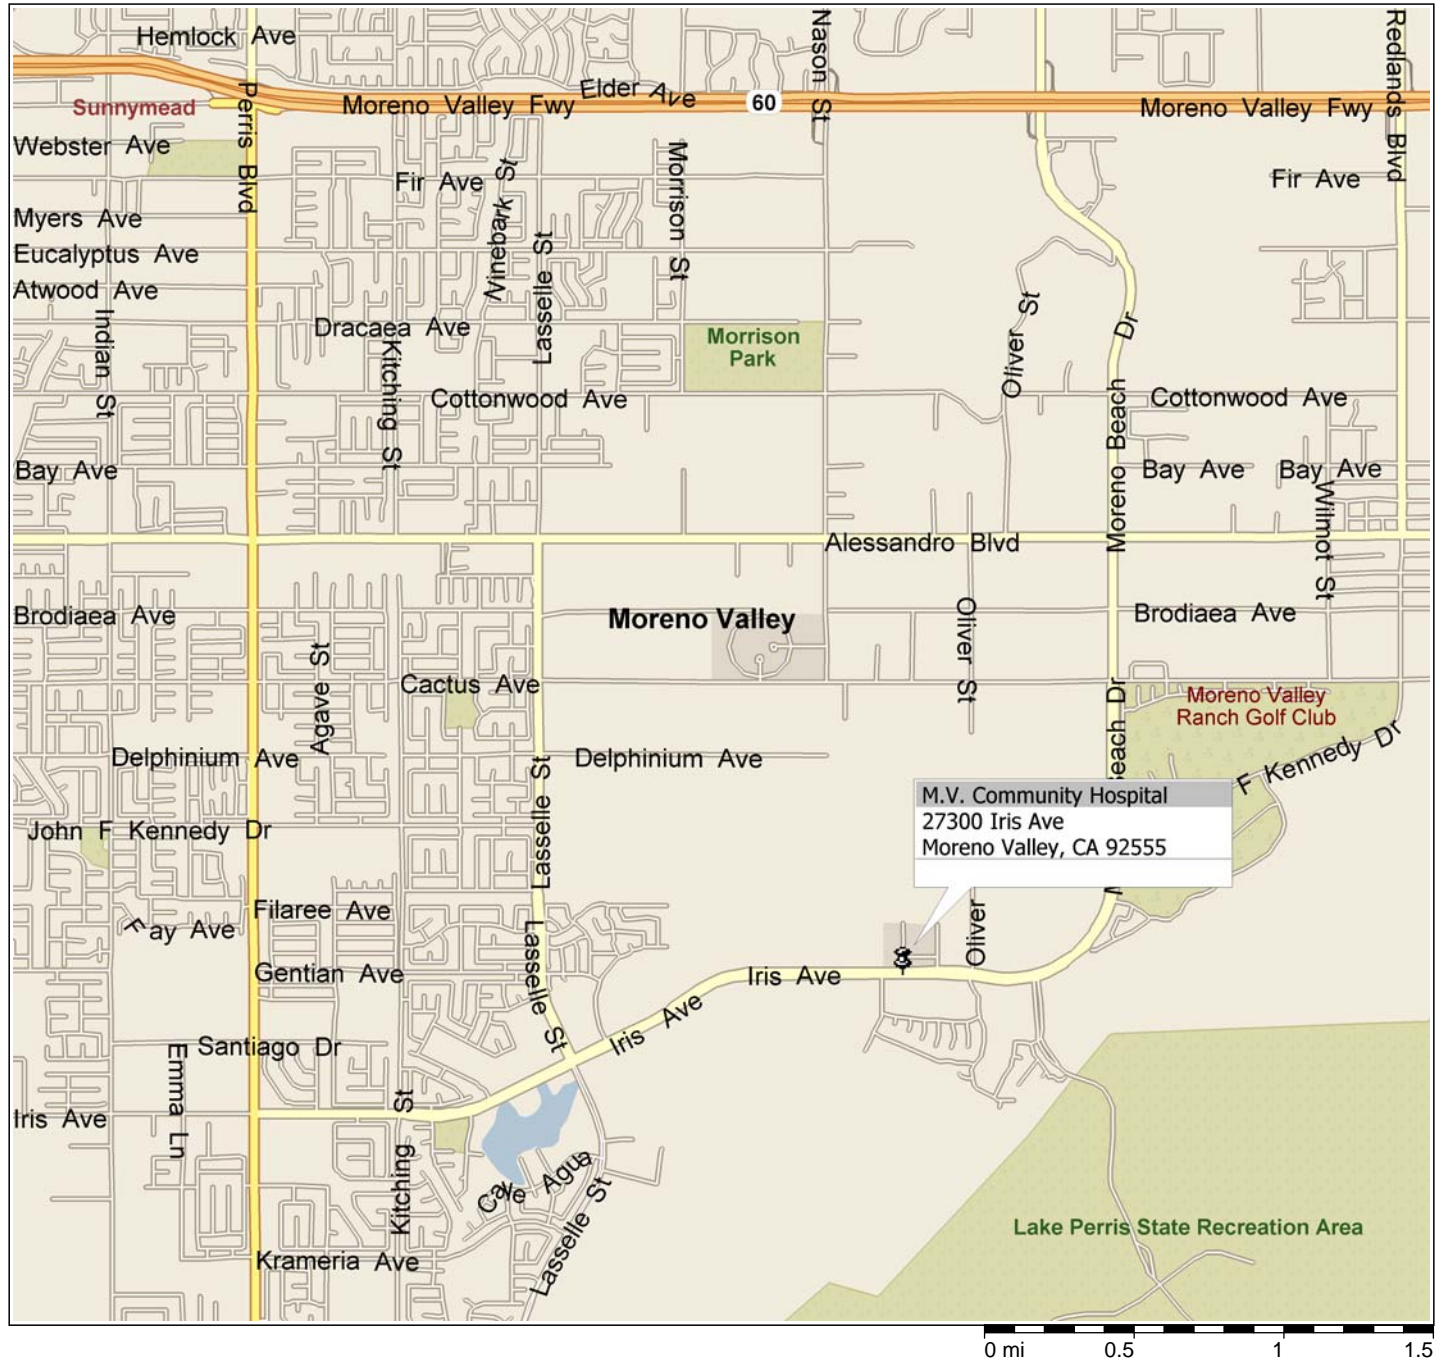 Hemlock Ave
Nason St
Redlands Blvd
Sunnymead
Perris Blvd
Moreno Valley Fwy
Elder Ave
60
Moreno Valley Fwy
Webster Ave
Fir Ave
Ninebark St
Morrison St
Fir Ave
Myers Ave
Eucalyptus Ave
Atwood Ave
Indian St
Dracaea Ave
Kitching St
Lasselle St
Morrison
Park
Oliver St
Moreno Beach Dr
Cottonwood Ave
Cottonwood Ave
Bay Ave
Bay Ave
Bay Ave
Wilmot St
Alessandro Blvd
Brodiaea Ave
Moreno Valley
Oliver St
Brodiaea Ave
Agave St
Cactus Ave
Moreno Valley
Ranch Golf Club
Beach Dr
Delphinium Ave
Delphinium Ave
F Kennedy Dr
Lasselle St
M.V. Community Hospital
27300 Iris Ave
Moreno Valley, CA 92555
John F Kennedy Dr
Filaree Ave
Fay Ave
Oliver
Gentian Ave
Lasselle St
Iris Ave
Iris Ave
Santiago Dr
Emma Ln
Iris Ave
Kitching St
Calle Agua
Lasselle St
Lake Perris State Recreation Area
Krameria Ave
0 mi 0.5 1 1.5